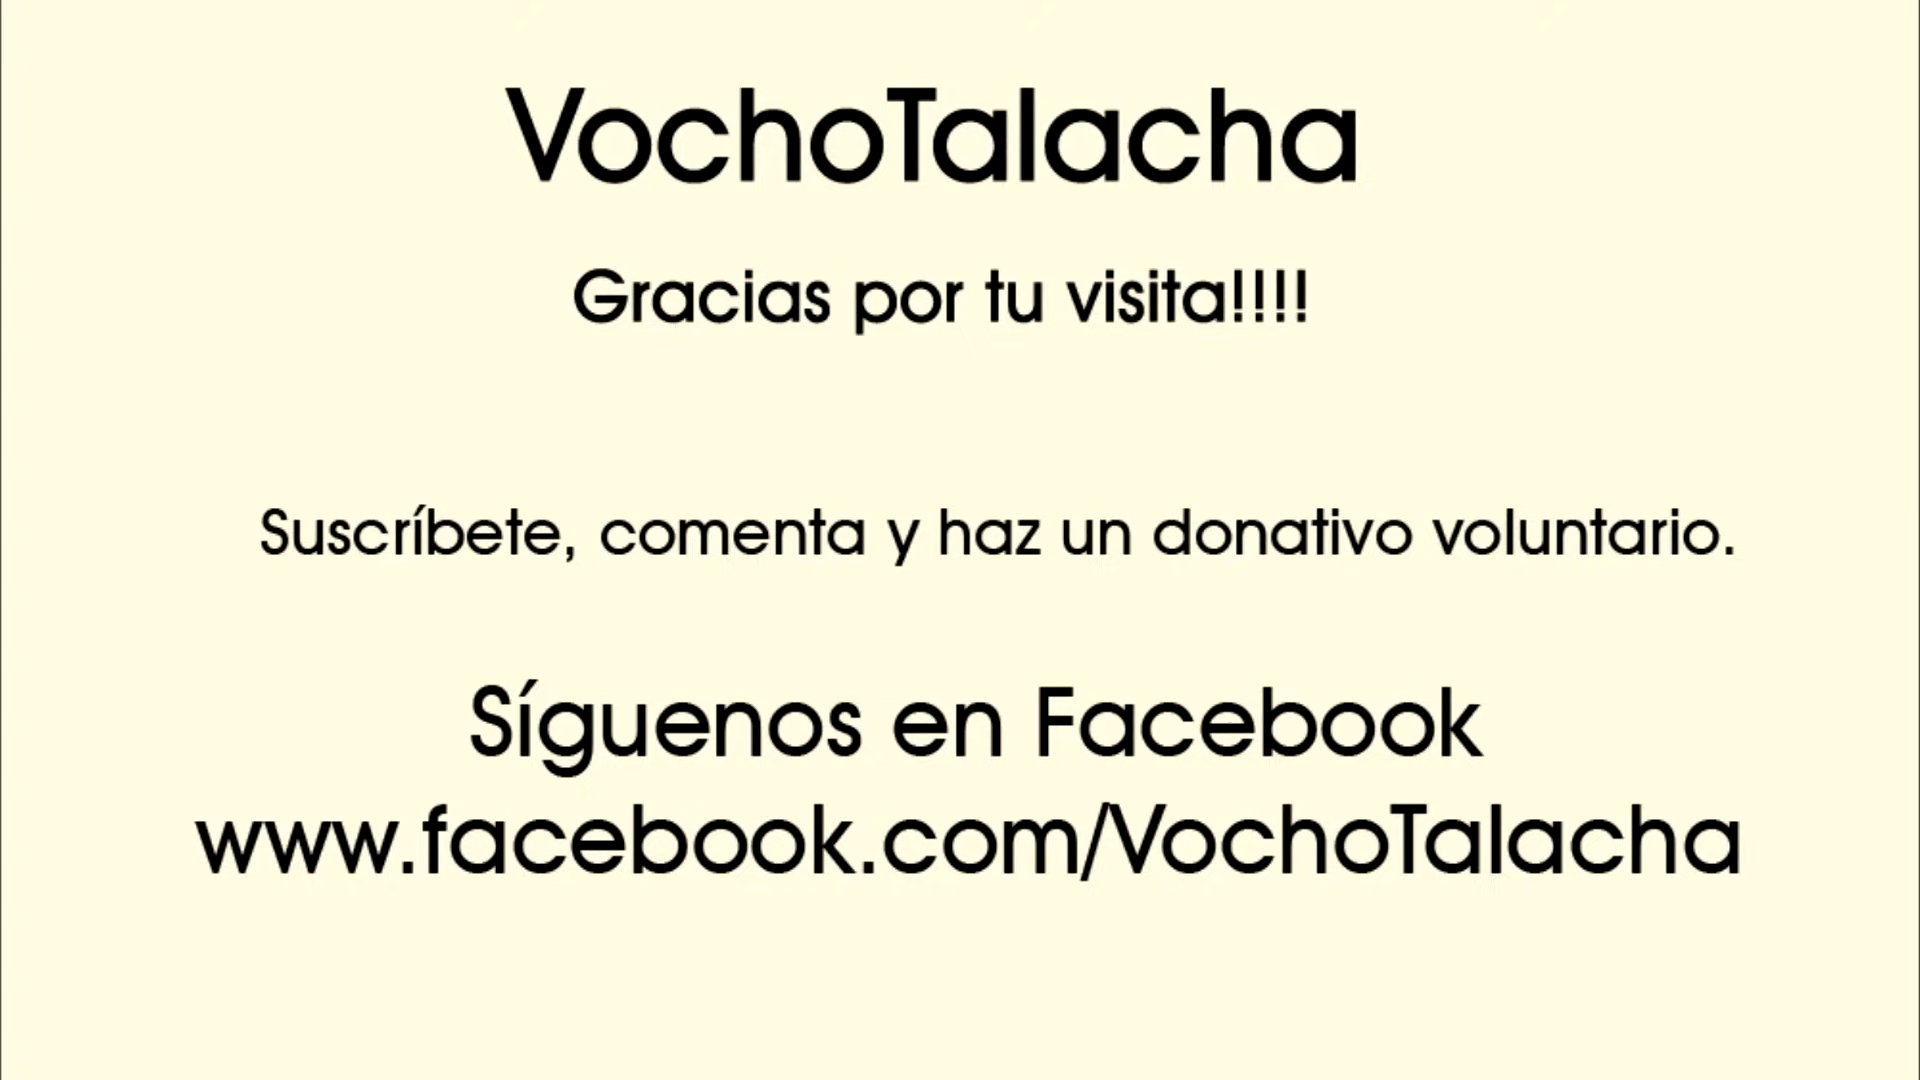 VochoTalacha
Gracias por tu visita!!!!
Suscríbete, comenta y haz un donativo voluntario.
Síguenos en Facebook
www.facebook.com/VochoTalacha